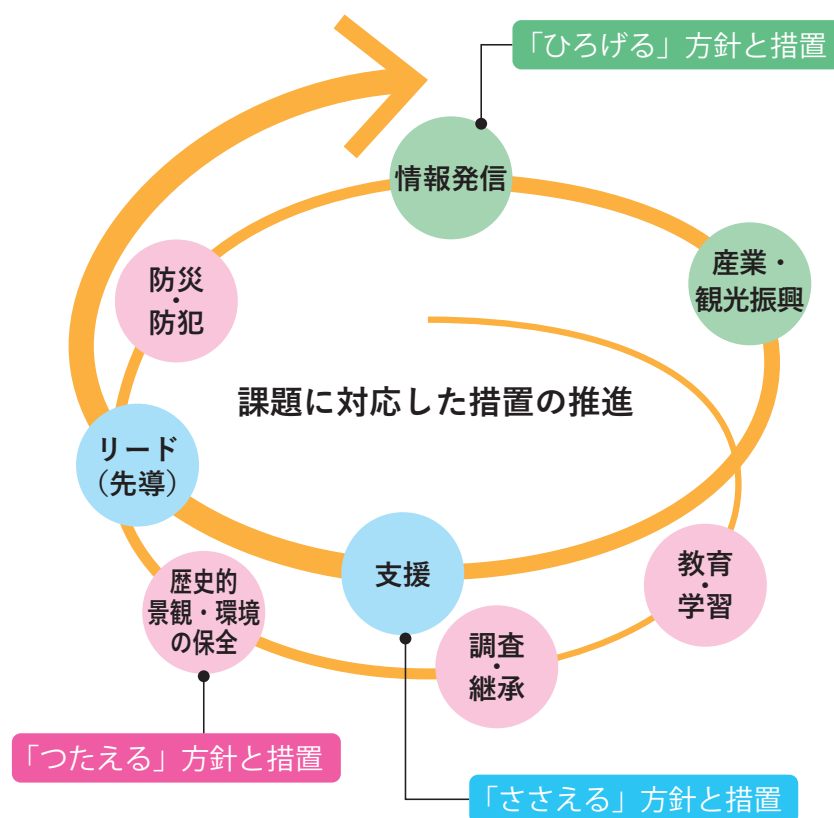 「ひろげる」方針と措置
情報発信
産業・
観光振興
防災
・
防犯
課題に対応した措置の推進
リード
（先導）
支援
教育
・
学習
歴史的
景観・環境
の保全
調査
・
継承
「つたえる」方針と措置
「ささえる」方針と措置